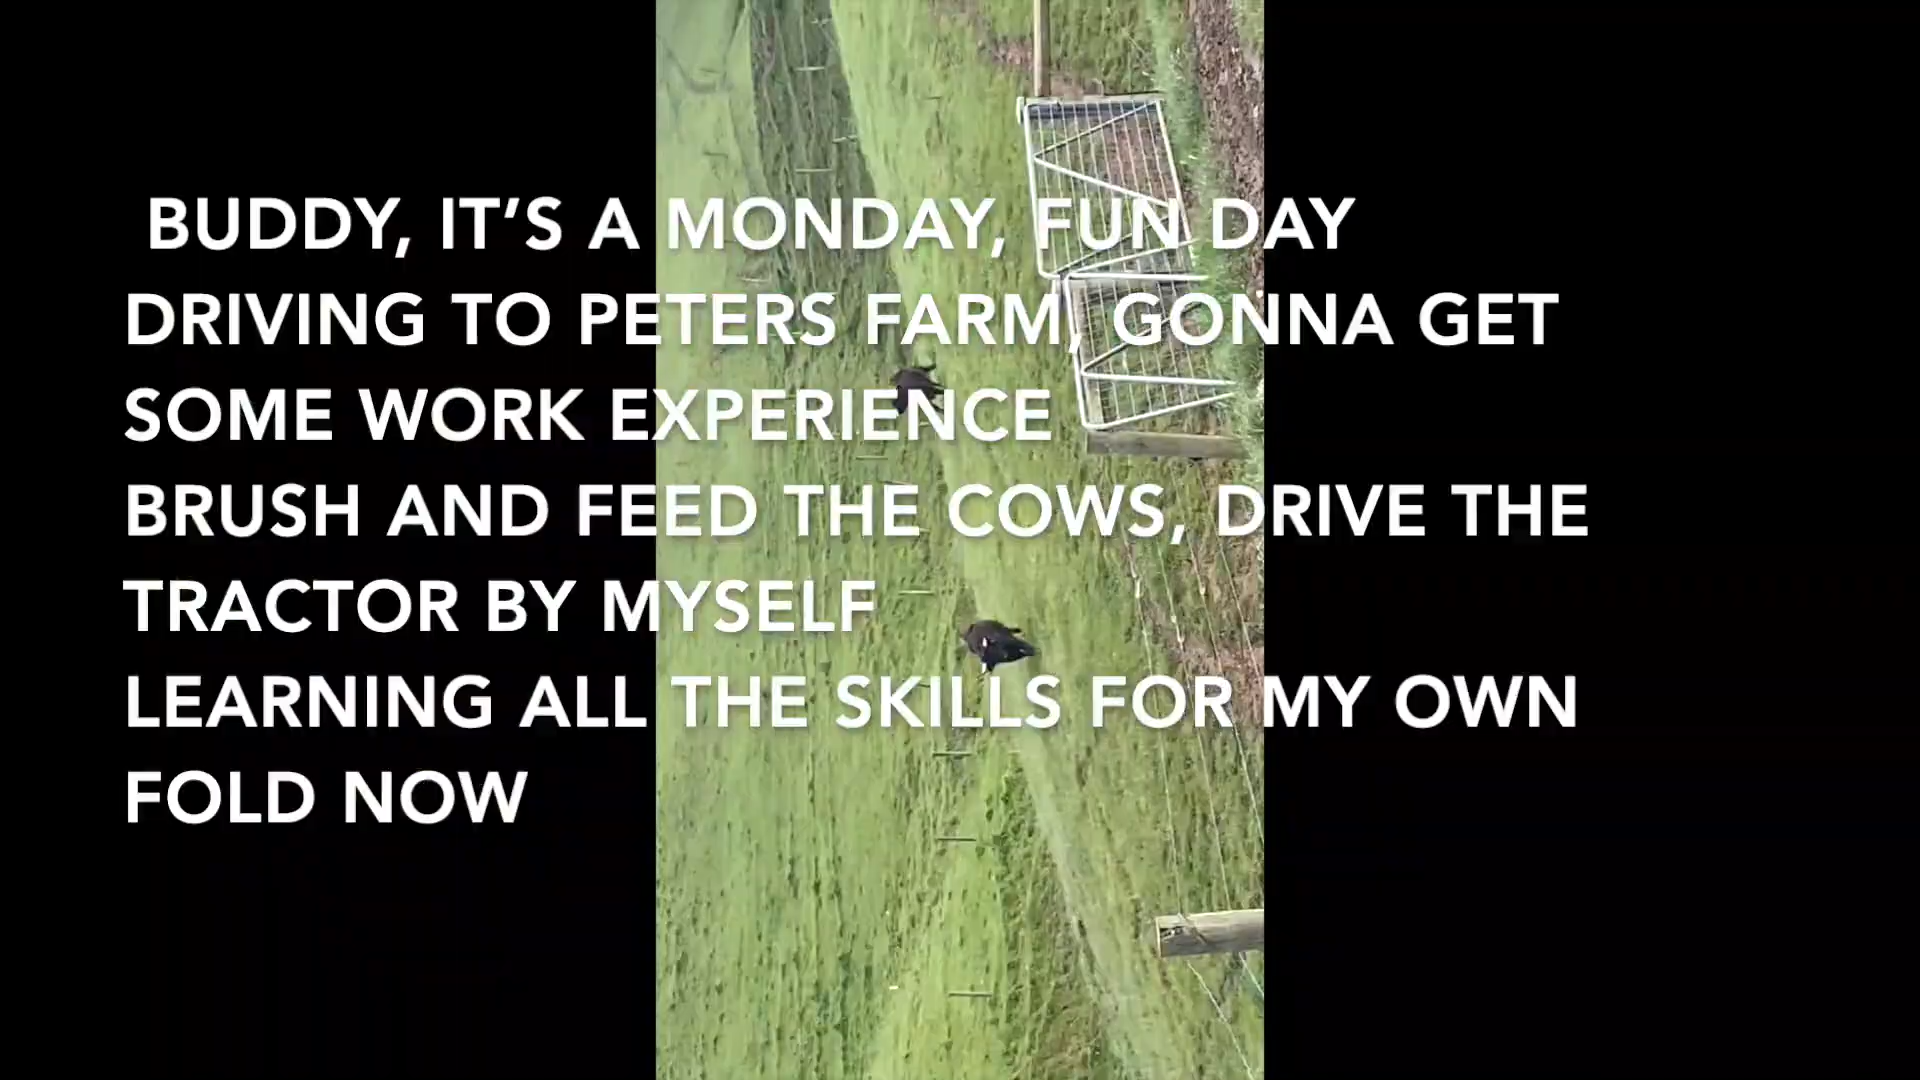 BUDDY, IT’S A MONDAY, FUN DAY
DRIVING TO PETERS FARM, GONNA GET
SOME WORK EXPERIENCE
BRUSH AND FEED THE COWS, DRIVE THE
TRACTOR BY MYSELF
LEARNING ALL THE SKILLS FOR MY OWN
FOLD NOW